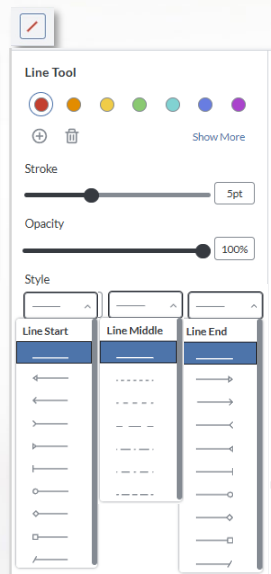 Line Tool
Show More
Stroke
5pt
Opacity
100%
Style
Line Start
Line Middle
Line End